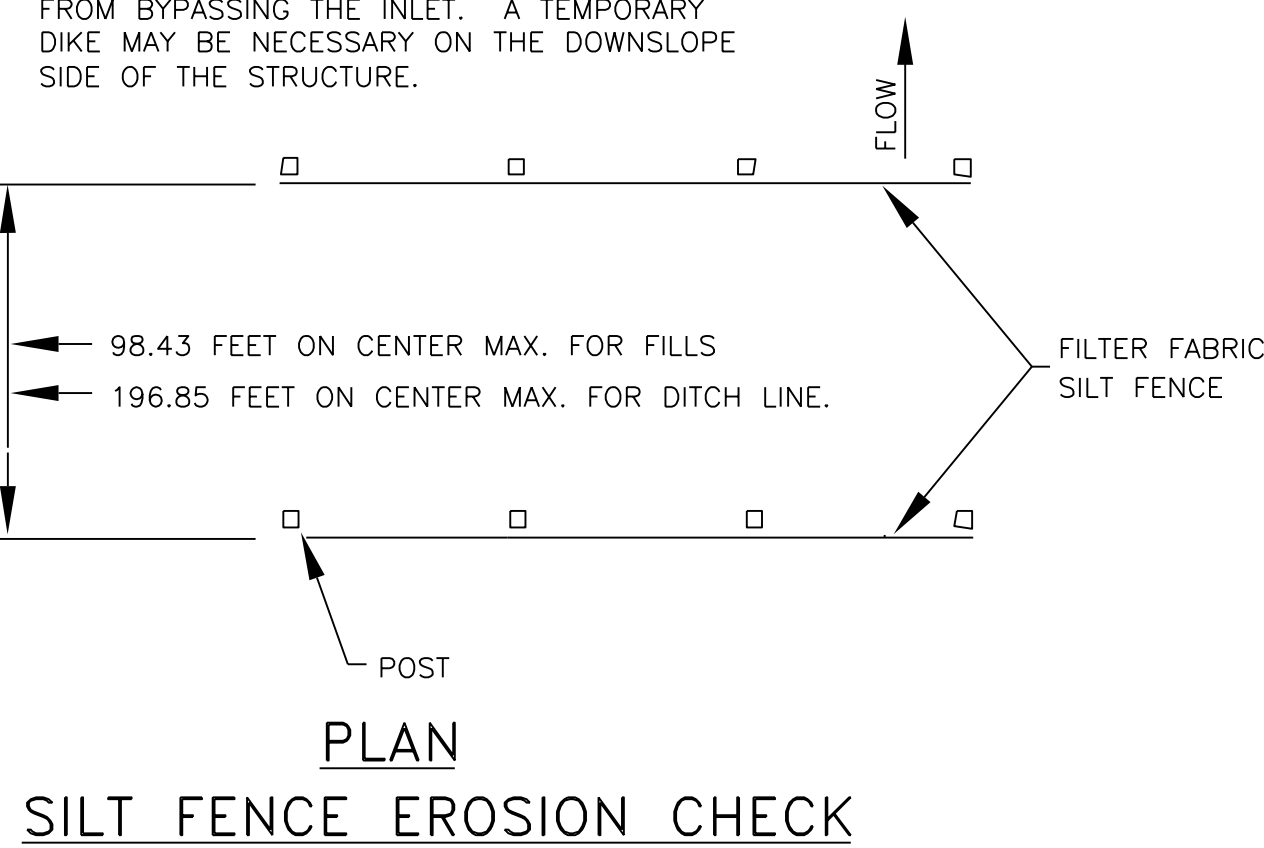 FROM BYPASSING THE INLET. A TEMPORARY
DIKE MAY BE NECESSARY ON THE DOWNSLOPE
SIDE OF THE STRUCTURE.
FLOW
98.43 FEET ON CENTER MAX. FOR FILLS
196.85 FEET ON CENTER MAX. FOR DITCH LINE.
FILTER FABRIC
SILT FENCE
POST
PLAN
SILT FENCE EROSION CHECK